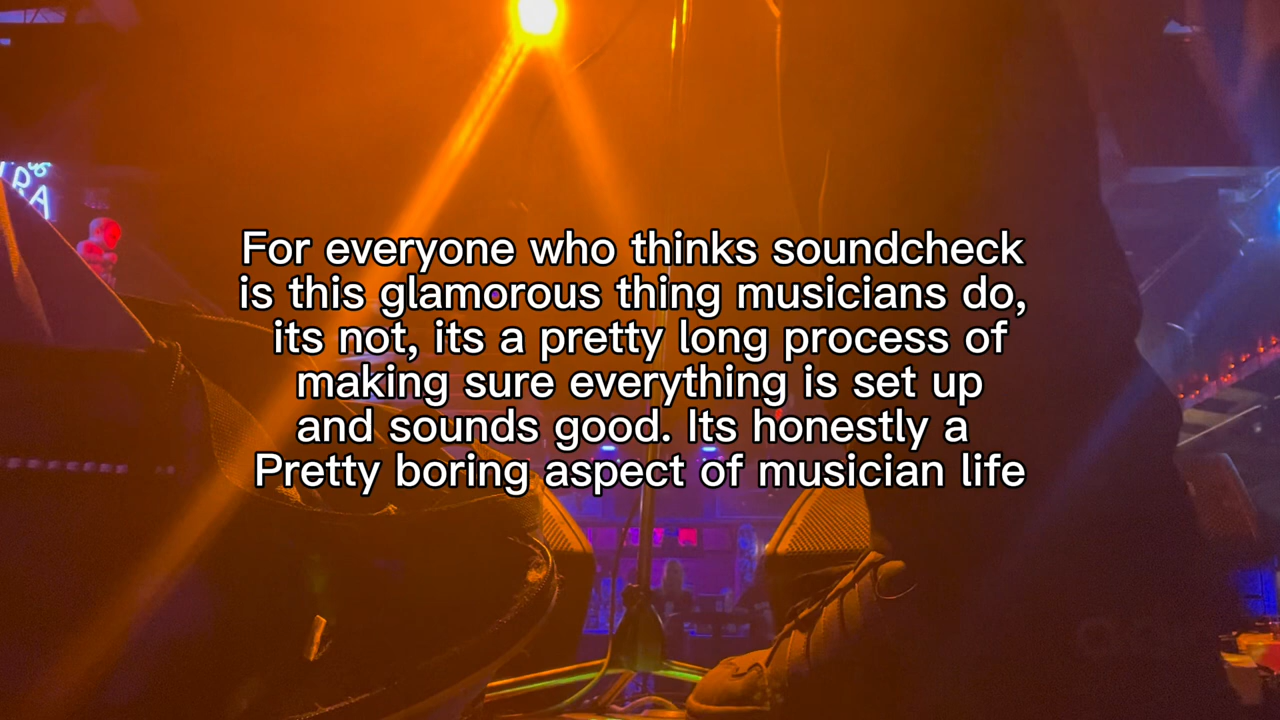 For everyone who thinks soundcheck
is this glamorous thing musicians do,
its not, its a pretty long process of
making sure everything is set up
and sounds good. Its honestly a
Pretty boring aspect of musician life